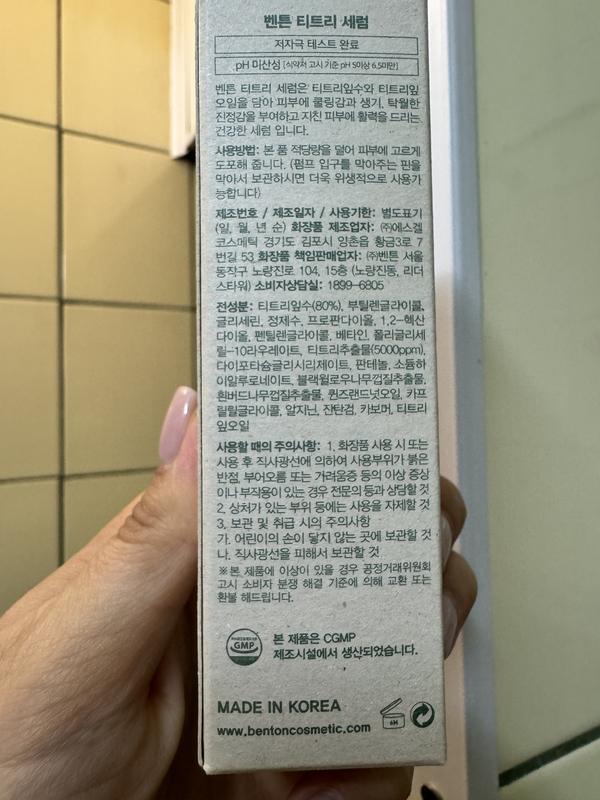 벤튼 티트리 세럼
저자극 테스트 완료
pH 미산성 [식약처 고시 기준 pH 5이상 6.5미만]
벤튼 티트리 세럼은 티트리잎수와 티트리잎
오일을 담아 피부에 쿨링감과 생기, 탁월한
진정감을 부여하고 지친 피부에 활력을 드리는
건강한 세럼 입니다.
사용방법: 본 품 적당량을 덜어 피부에 고르게
도포해 줍니다. (펌프 입구를 막아주는 핀을
막아서 보관하시면 더욱 위생적으로 사용가
능합니다)
제조번호 / 제조일자 / 사용기한: 별도표기
(일, 월, 년 순) 화장품 제조업자: ㈜에스겔
코스메틱 경기도 김포시 양촌읍 황금3로 7
번길 53 화장품 책임판매업자: ㈜벤튼 서울
동작구 노량진로 104, 15층 (노량진동, 리더
스타워) 소비자상담실: 1899-6805
전성분: 티트리잎수(80%), 부틸렌글라이콜,
글리세린, 정제수, 프로판다이올, 1,2-헥산
다이올, 펜틸렌글라이콜, 베타인, 폴리글리세
릴-10라우레이트, 티트리추출물(5000ppm),
다이포타슘글리시리제이트, 판테놀, 소듐하
이알루로네이트, 블랙윌로우나무껍질추출물,
흰버드나무껍질추출물, 퀸즈랜드넛오일, 카프
릴릴글라이콜, 알지닌, 잔탄검, 카보머, 티트리
잎오일
사용할 때의 주의사항: 1. 화장품 사용 시 또는
사용 후 직사광선에 의하여 사용부위가 붉은
반점, 부어오름 또는 가려움증 등의 이상 증상
이나 부작용이 있는 경우 전문의 등과 상담할 것
2. 상처가 있는 부위 등에는 사용을 자제할 것
3. 보관 및 취급 시의 주의사항
가. 어린이의 손이 닿지 않는 곳에 보관할 것
나. 직사광선을 피해서 보관할 것
※본 제품에 이상이 있을 경우 공정거래위원회
고시 소비자 분쟁 해결 기준에 의해 교환 또는
환불 해드립니다.
GMP
본 제품은 CGMP
제조시설에서 생산되었습니다.
MADE IN KOREA
www.bentoncosmetic.com
6M